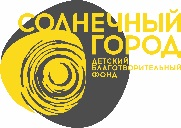 СОЛНЕЧНЫЙ
ГОРОД
ДЕТСКИЙ
БЛАГОТВОРИТЕЛЬНЫЙ
ФОНД